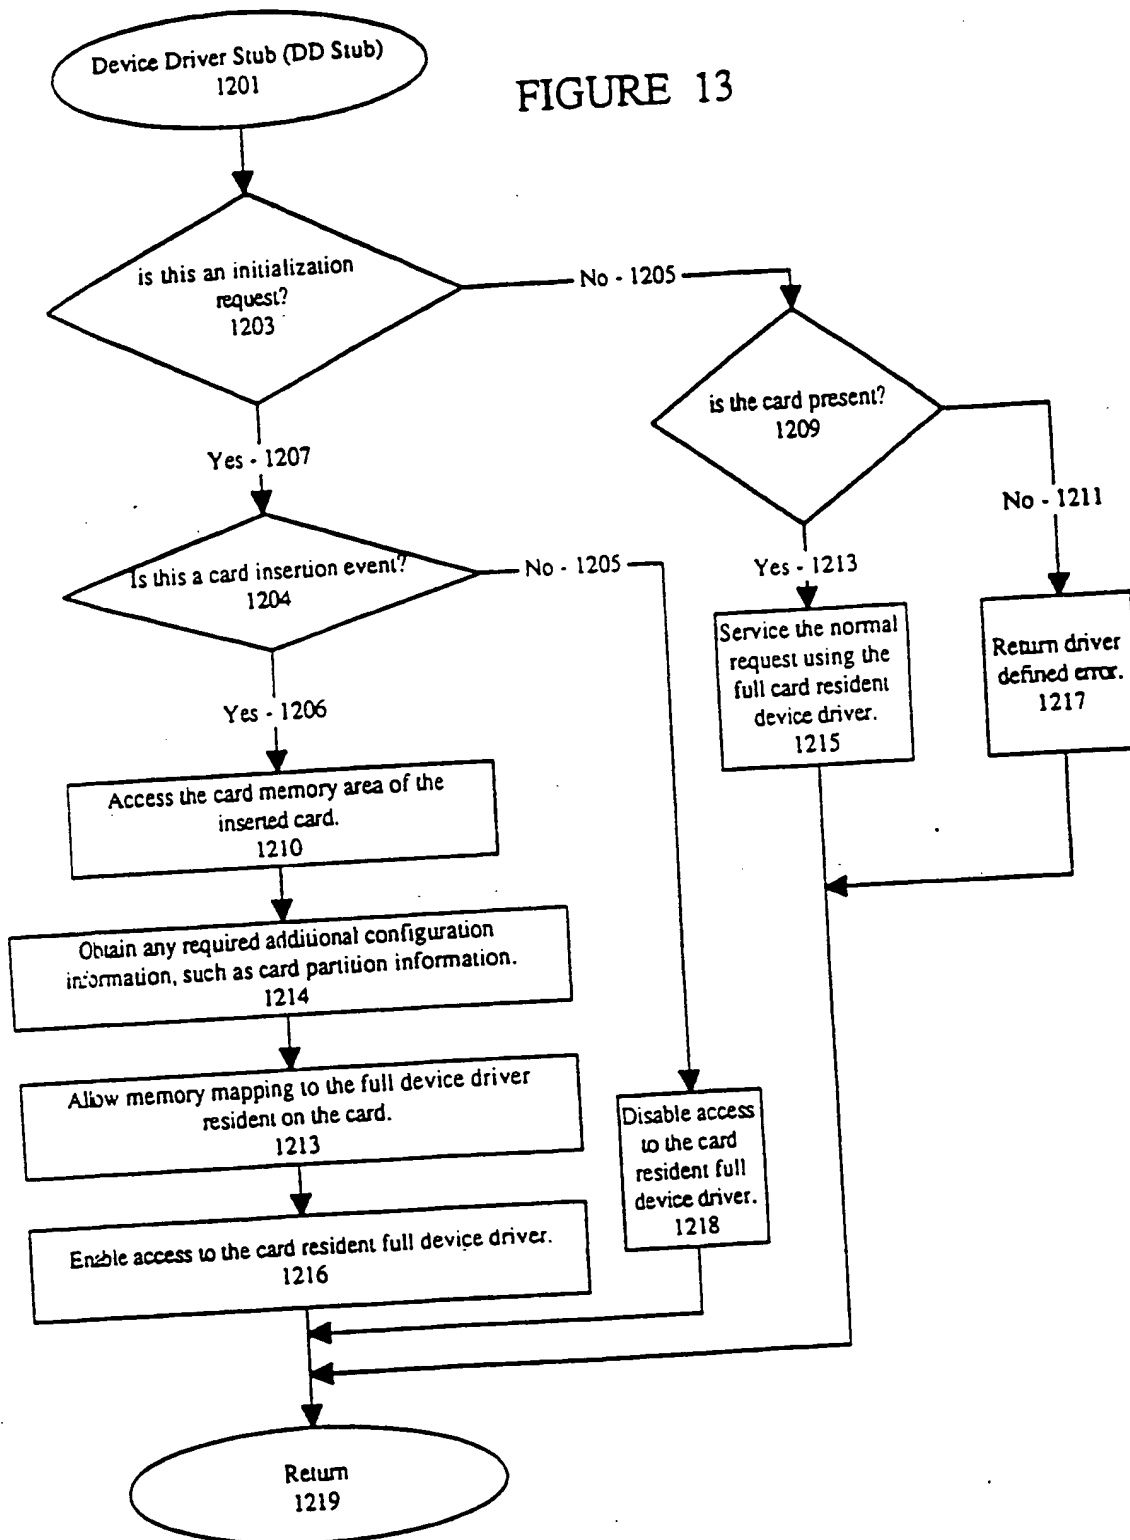 Device Driver Stub (DD Stub)
1201
FIGURE 13
is this an initialization
request?
1203
No - 1205
is the card present?
1209
Yes - 1207
No - 1211
Is this a card insertion event?
1204
No - 1205
Yes - 1213
Service the normal
request using the
full card resident
device driver.
1215
Return driver
defined error.
1217
Yes - 1206
Access the card memory area of the
inserted card.
1210
Obtain any required additional configuration
information, such as card partition information.
1214
Allow memory mapping to the full device driver
resident on the card.
1213
Disable access
to the card
resident full
device driver.
1218
Enable access to the card resident full device driver.
1216
Return
1219